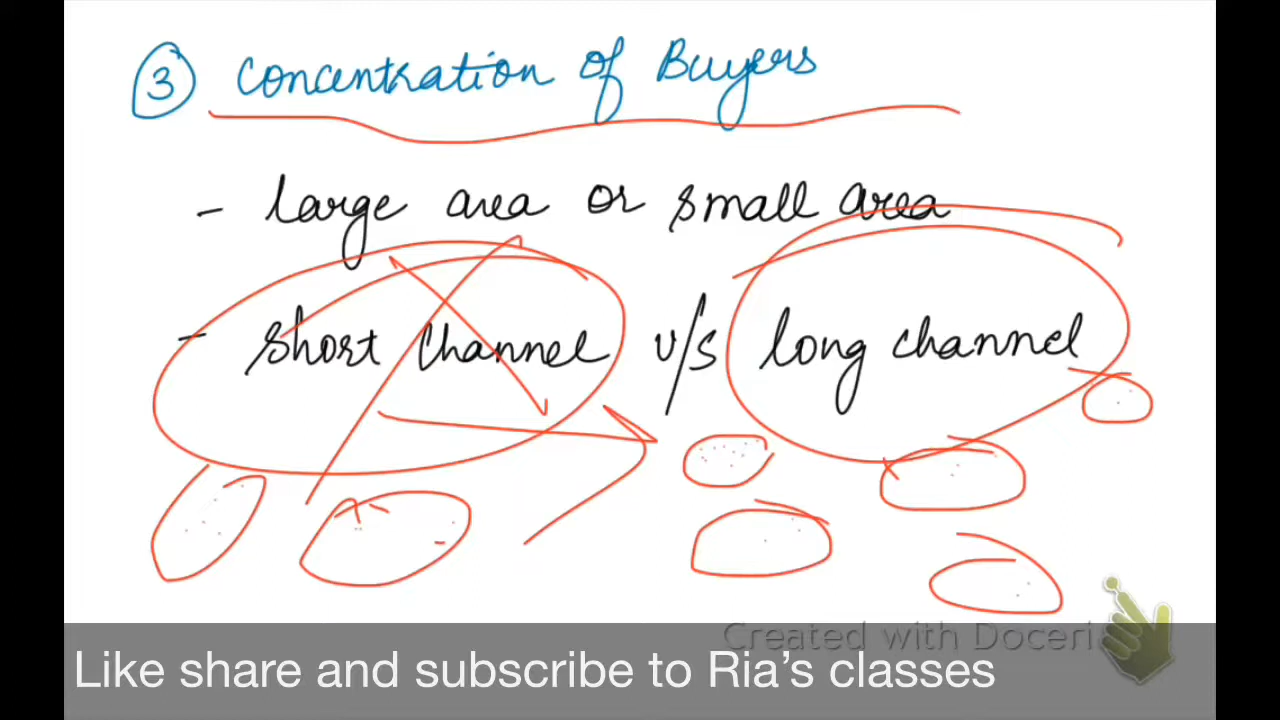 3 Concentration of Buyers
- large area or small area
- short channel v/s long channel
Created with Doceri
Like share and subscribe to Ria's classes